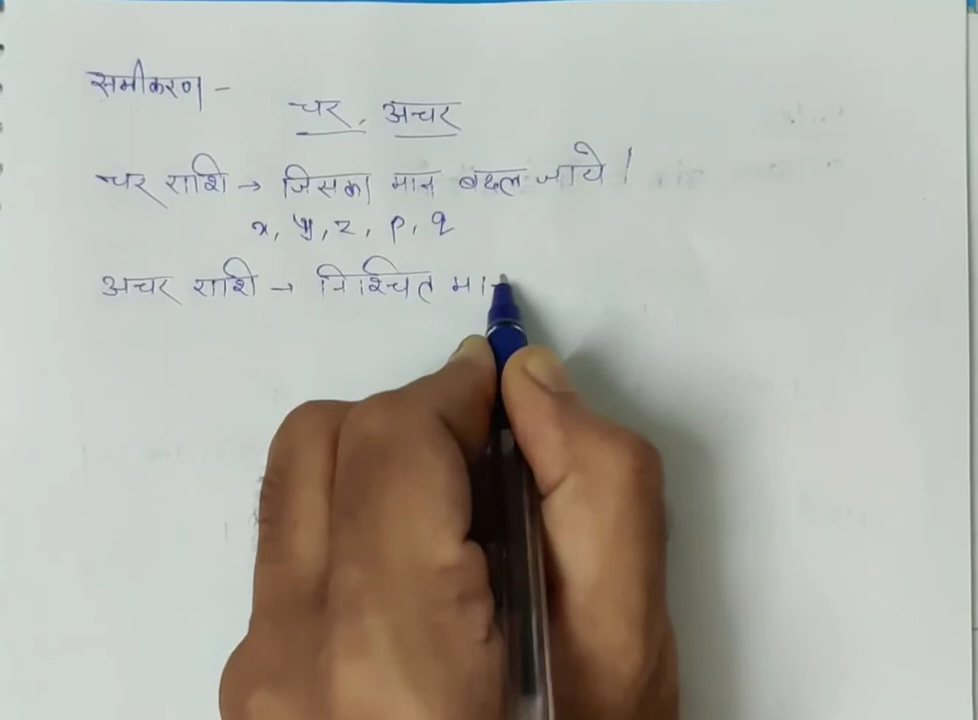 समीकरण -
चर, अचर
चर राशि → जिसका मान बदल जाये।
x, y, z, p, q
अचर राशि → निश्चित मान